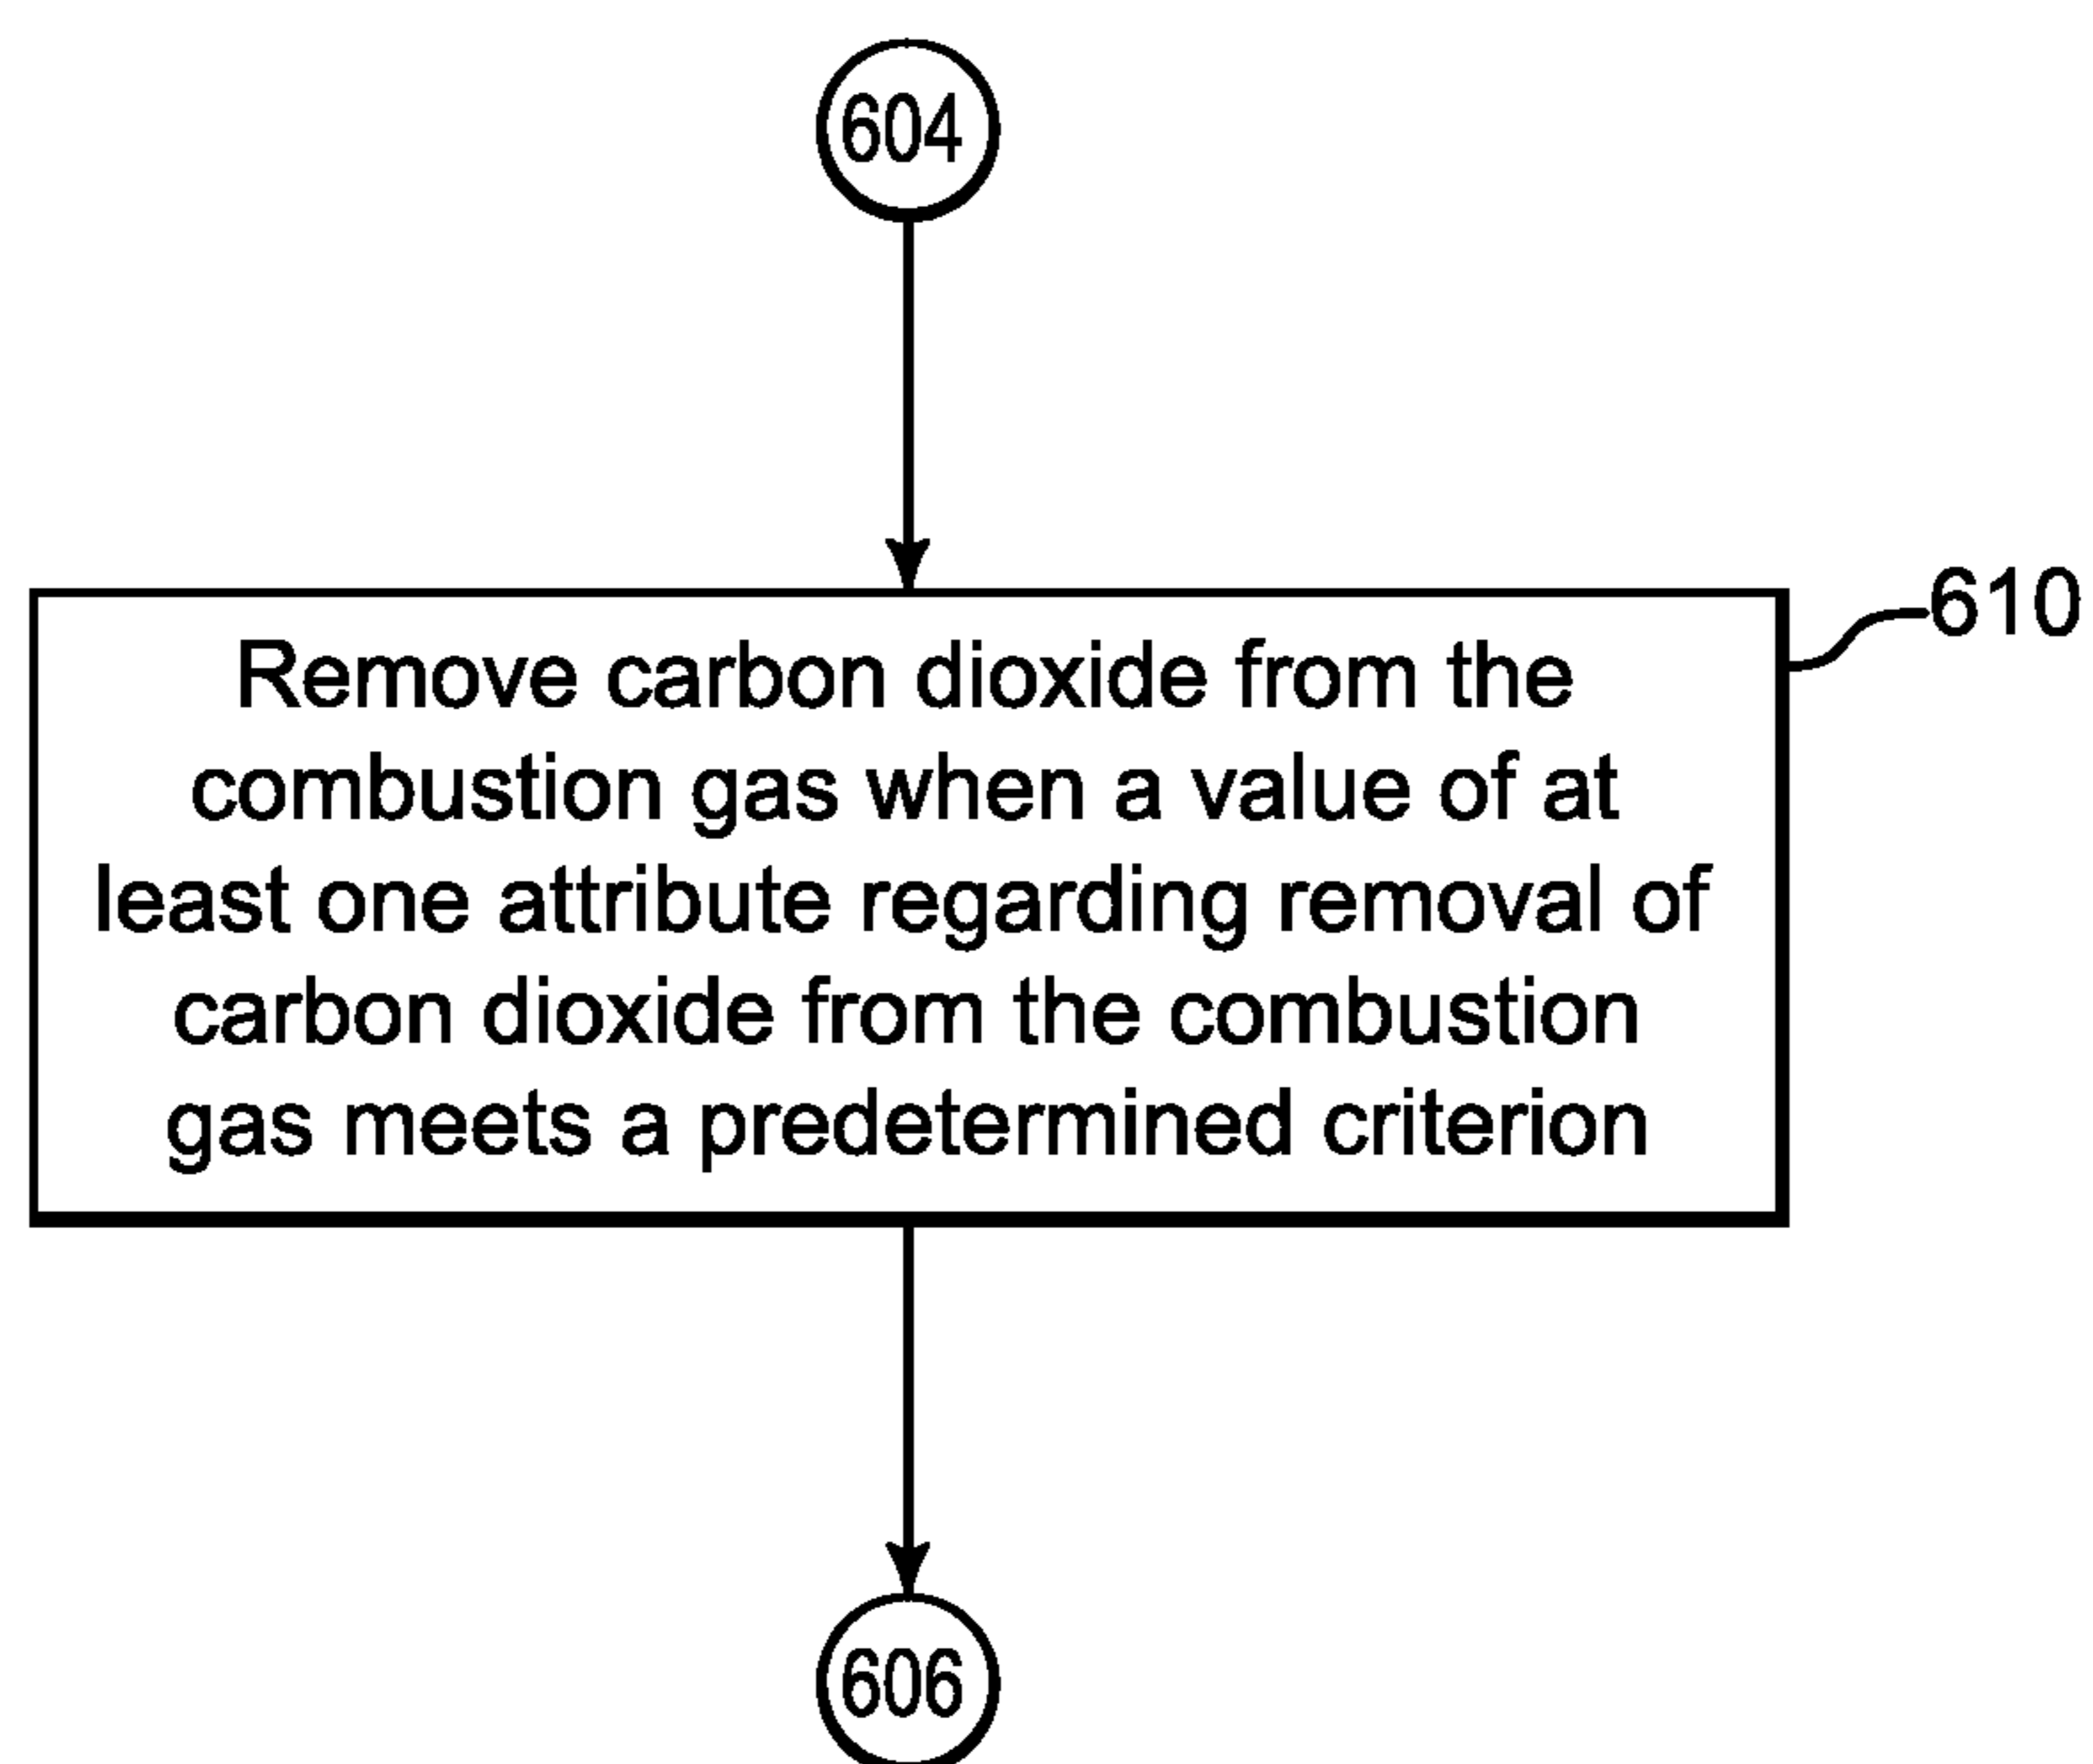 604
610
Remove carbon dioxide from the
combustion gas when a value of at
least one attribute regarding removal of
carbon dioxide from the combustion
gas meets a predetermined criterion
606